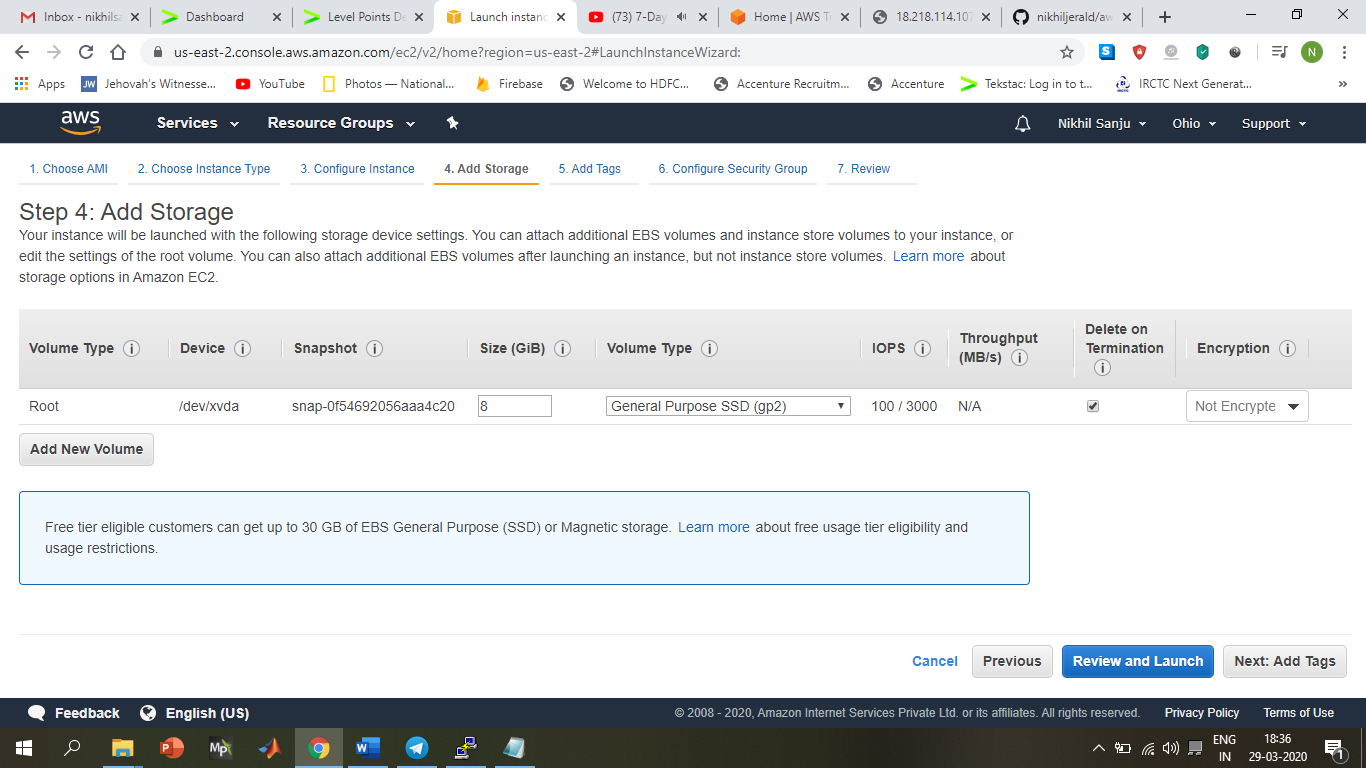 Inbox - nikhils
Dashboard
Level Points De
Launch instanc
(73) 7-Day
Home | AWS T
18.218.114.107
nikhiljerald/aw
us-east-2.console.aws.amazon.com/ec2/v2/home?region=us-east-2#LaunchInstanceWizard:
S
N
Apps
JW
Jehovah's Witnesse...
YouTube
Photos — National...
Firebase
Welcome to HDFC...
Accenture Recruitm...
Accenture
Tekstac: Log in to t...
IRCTC Next Generat...
»
aws
Services
Resource Groups
Nikhil Sanju
Ohio
Support
1. Choose AMI
2. Choose Instance Type
3. Configure Instance
4. Add Storage
5. Add Tags
6. Configure Security Group
7. Review
Step 4: Add Storage
Your instance will be launched with the following storage device settings. You can attach additional EBS volumes and instance store volumes to your instance, or
edit the settings of the root volume. You can also attach additional EBS volumes after launching an instance, but not instance store volumes. Learn more about
storage options in Amazon EC2.
Volume Type i
Device i
Snapshot i
Size (GiB) i
Volume Type i
IOPS i
Throughput
(MB/s) i
Delete on
Termination
i
Encryption i
Root
/dev/xvda
snap-0f54692056aaa4c20
8
General Purpose SSD (gp2)
100 / 3000
N/A
Not Encrypte
Add New Volume
Free tier eligible customers can get up to 30 GB of EBS General Purpose (SSD) or Magnetic storage. Learn more about free usage tier eligibility and
usage restrictions.
Cancel
Previous
Review and Launch
Next: Add Tags
Feedback
English (US)
© 2008 - 2020, Amazon Internet Services Private Ltd. or its affiliates. All rights reserved.
Privacy Policy
Terms of Use
P
Mp
W
ENG
IN
18:36
29-03-2020
1